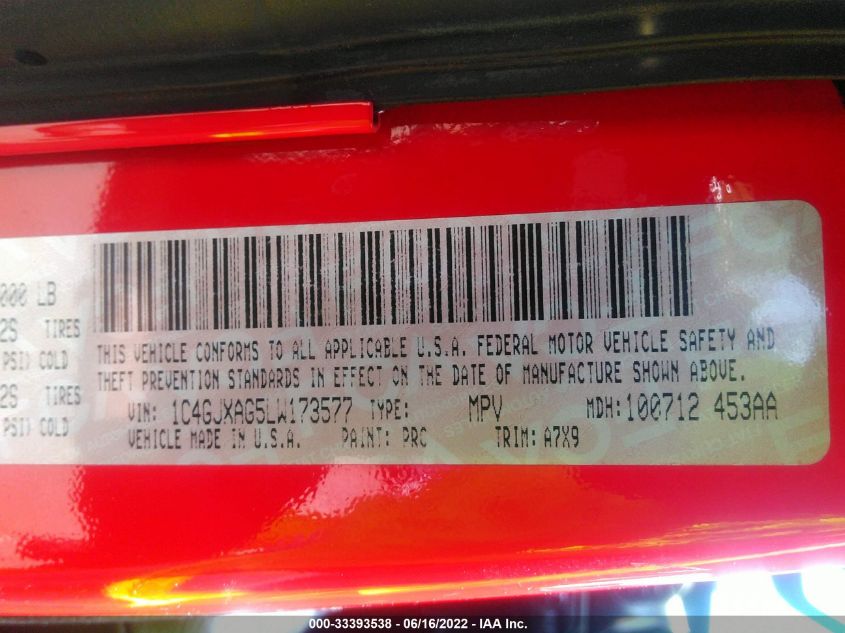 000 LB
2S TIRES
PSI) COLD
2S TIRES
PSI) COLD
THIS VEHICLE CONFORMS TO ALL APPLICABLE U.S.A. FEDERAL MOTOR VEHICLE SAFETY AND
THEFT PREVENTION STANDARDS IN EFFECT ON THE DATE OF MANUFACTURE SHOWN ABOVE.
VIN: 1C4GJXAG5LW173577 TYPE: MPV MDH: 100712 453AA
VEHICLE MADE IN U.S.A. PAINT: PRC TRIM: A7X9
000-33393538 - 06/16/2022 - IAA Inc.